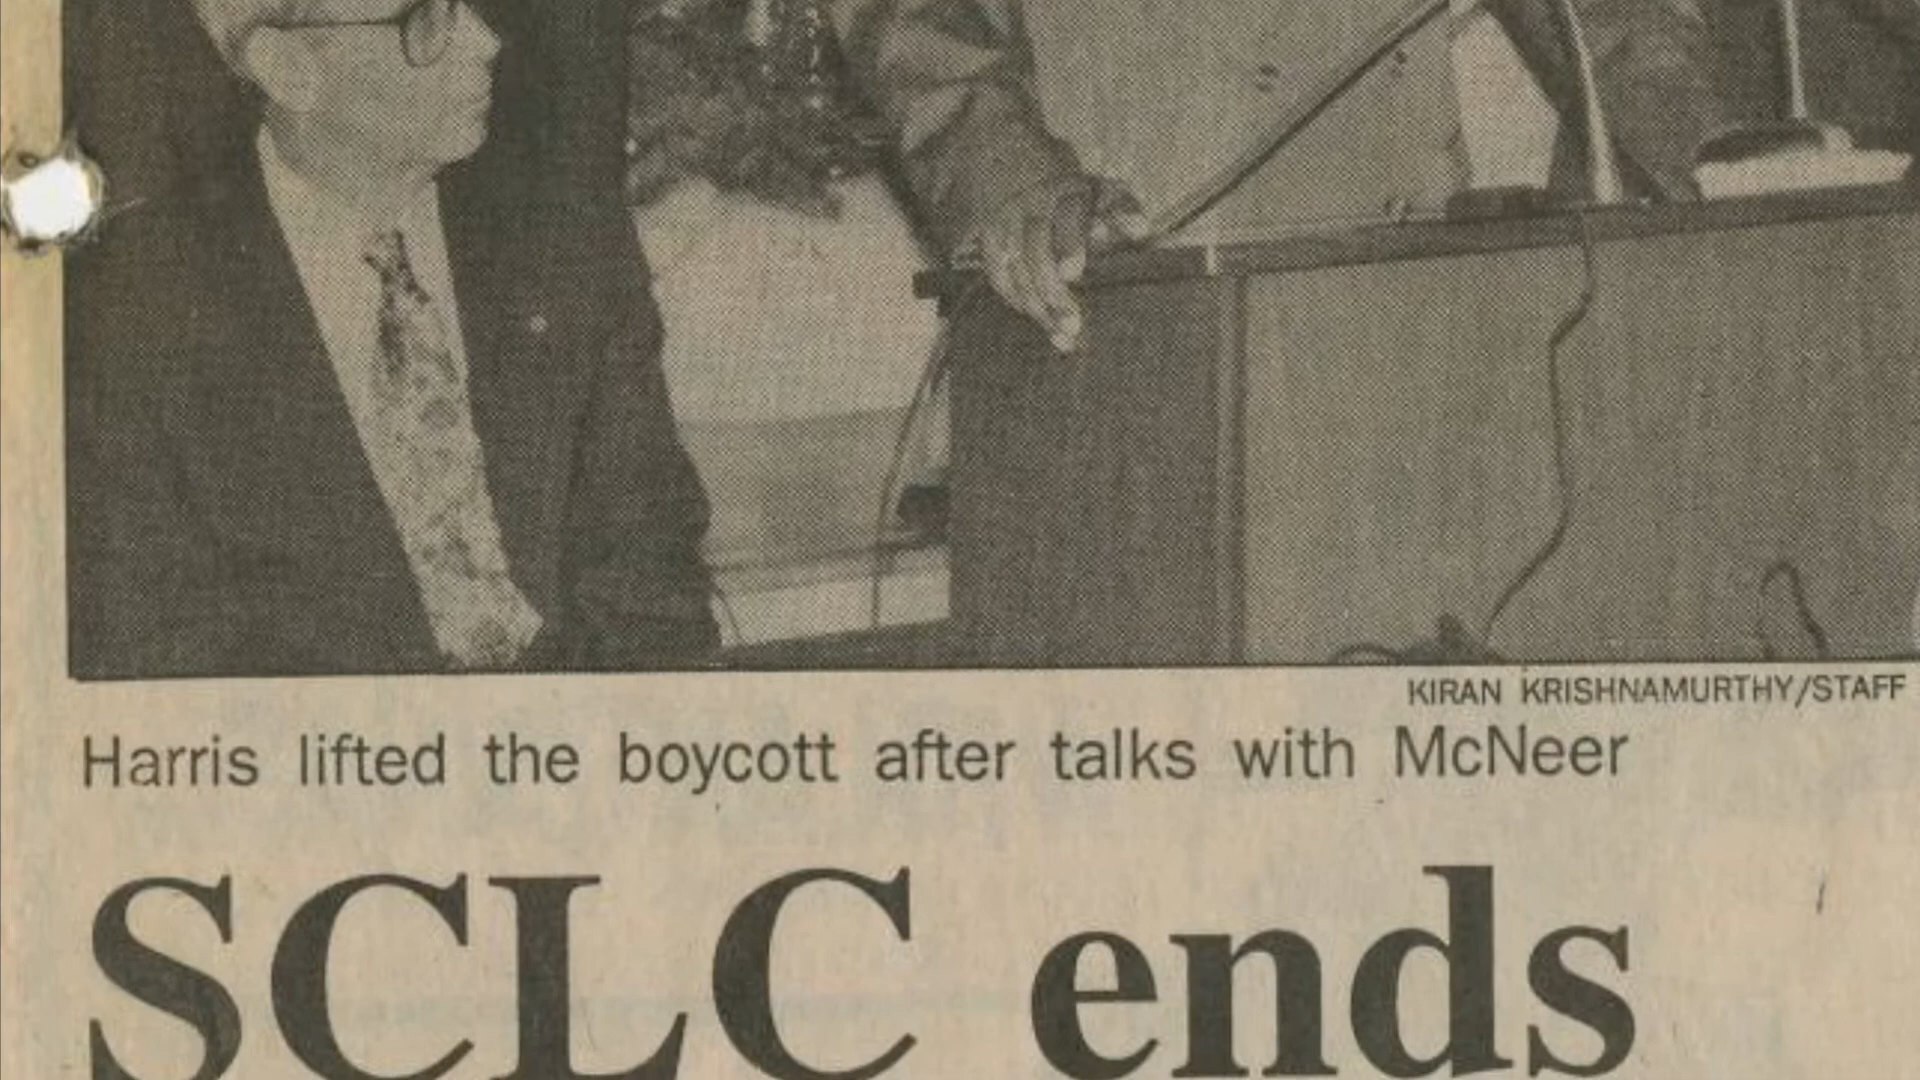 KIRAN KRISHNAMURTHY/STAFF
Harris lifted the boycott after talks with McNeer
SCLC ends